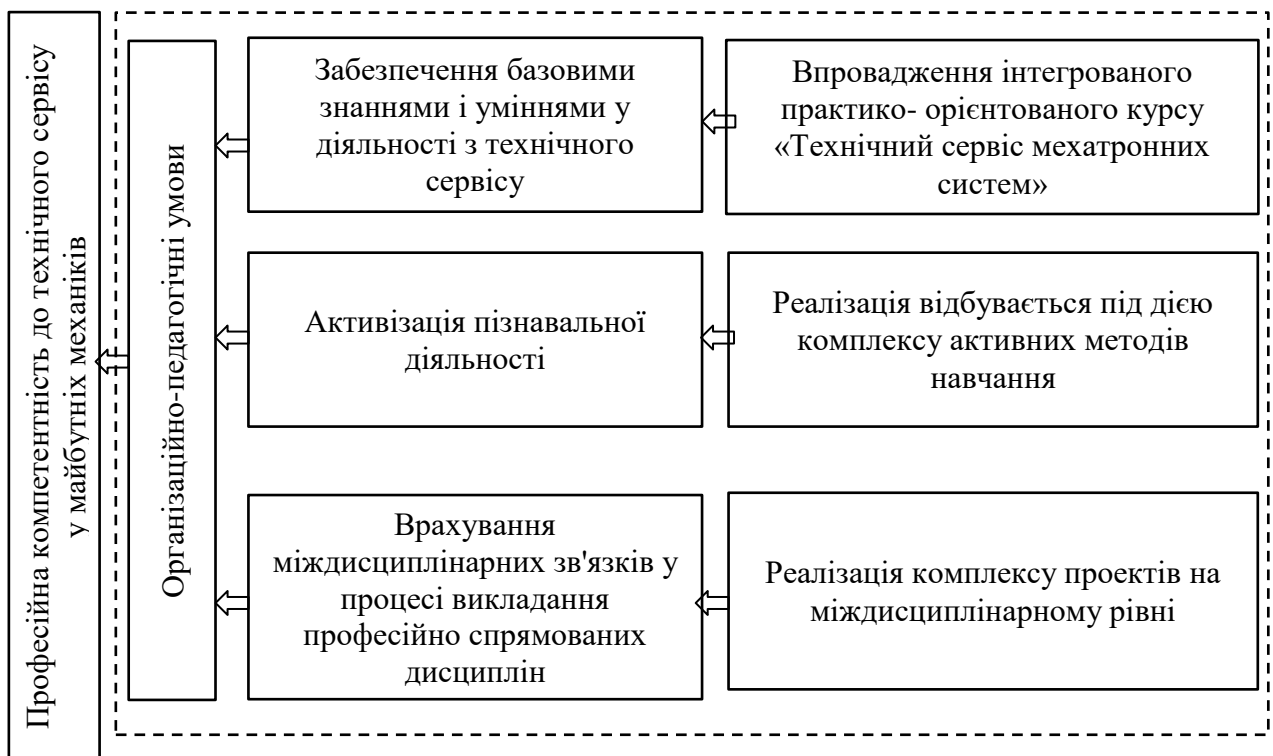 Професійна компетентність до технічного сервісу
у майбутніх механіків
Організаційно-педагогічні умови
Забезпечення базовими
знаннями і уміннями у
діяльності з технічного
сервісу
Впровадження інтегрованого
практико- орієнтованого курсу
«Технічний сервіс мехатронних
систем»
Активізація пізнавальної
діяльності
Реалізація відбувається під дією
комплексу активних методів
навчання
Врахування
міждисциплінарних зв'язків у
процесі викладання
професійно спрямованих
дисциплін
Реалізація комплексу проектів на
міждисциплінарному рівні